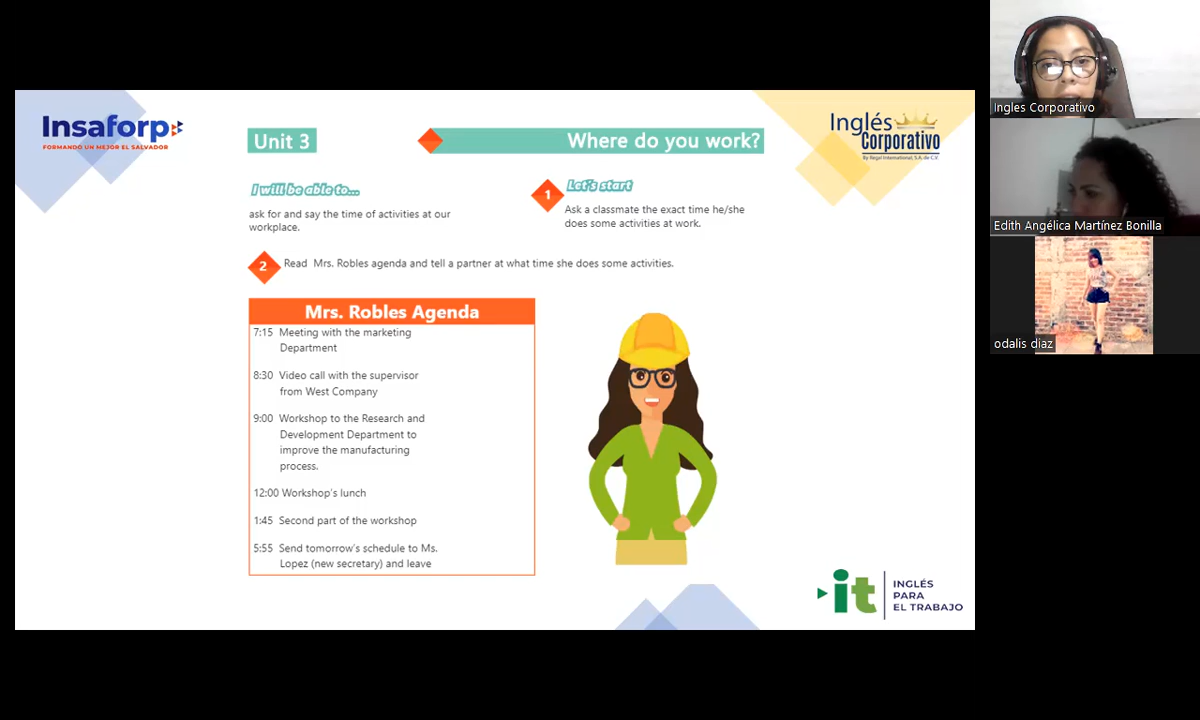 Insaforp
FORMANDO UN MEJOR EL SALVADOR
Unit 3
Where do you work?
Inglés
Corporativo
By Regal International, S.A. de C.V.
I will be able to...
ask for and say the time of activities at our
workplace.
1
Let's start
Ask a classmate the exact time he/she
does some activities at work.
2
Read Mrs. Robles agenda and tell a partner at what time she does some activities.
Mrs. Robles Agenda
7:15 Meeting with the marketing
Department
8:30 Video call with the supervisor
from West Company
9:00 Workshop to the Research and
Development Department to
improve the manufacturing
process.
12:00 Workshop's lunch
1:45 Second part of the workshop
5:55 Send tomorrow's schedule to Ms.
Lopez (new secretary) and leave
it
INGLÉS
PARA
EL TRABAJO
Ingles Corporativo
Edith Angélica Martínez Bonilla
odalis diaz